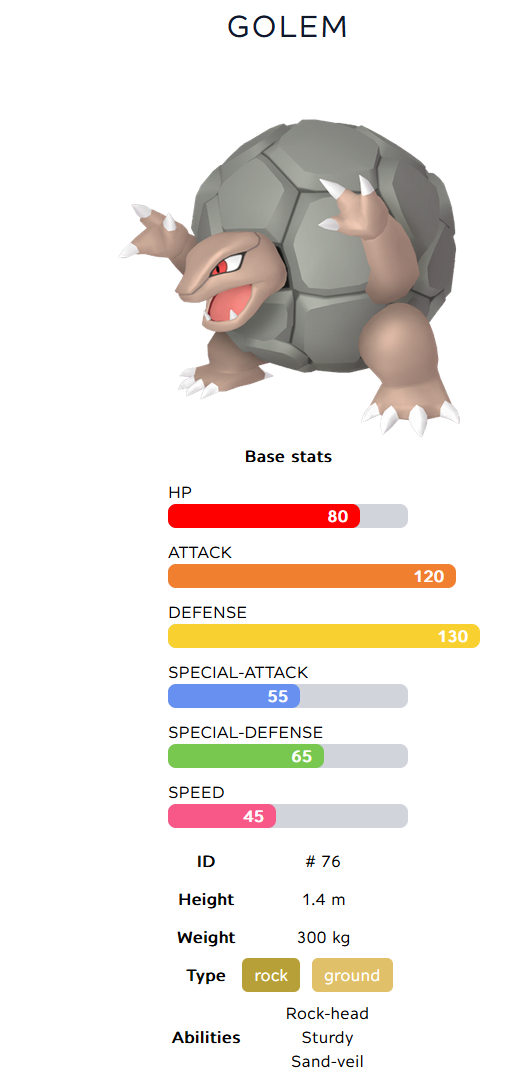 GOLEM
Base stats
HP
80
ATTACK
120
DEFENSE
130
SPECIAL-ATTACK
55
SPECIAL-DEFENSE
65
SPEED
45
ID # 76
Height 1.4 m
Weight 300 kg
Type rock ground
Abilities
Rock-head
Sturdy
Sand-veil